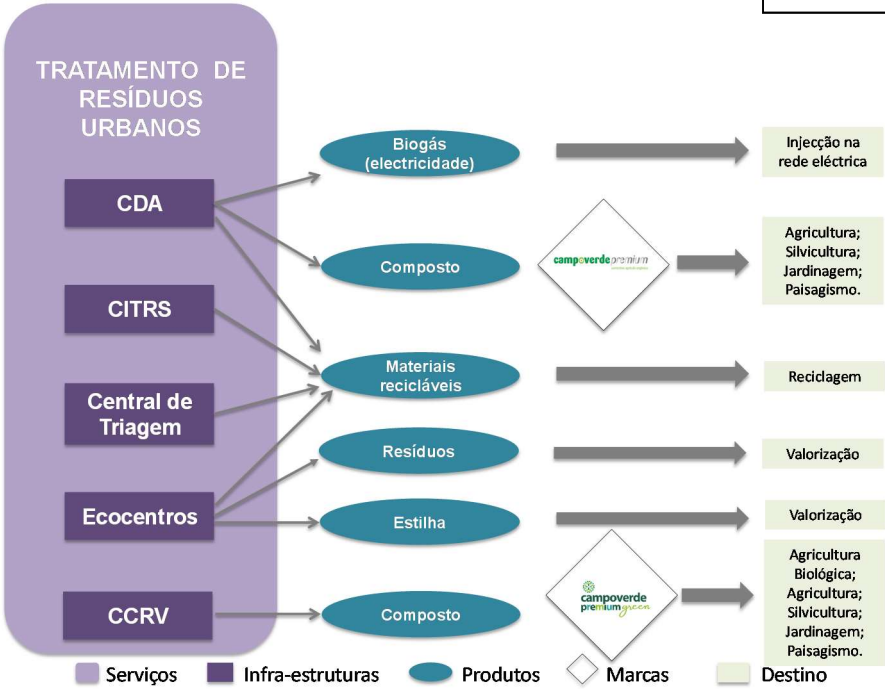 TRATAMENTO DE
RESÍDUOS
URBANOS
CDA
CITRS
Central de
Triagem
Ecocentros
CCRV
Biogás
(electricidade)
Composto
Materiais
recicláveis
Resíduos
Estilha
Composto
campoverdepremium
campoverde
premium green
Injecção na
rede eléctrica
Agricultura;
Silvicultura;
Jardinagem;
Paisagismo.
Reciclagem
Valorização
Valorização
Agricultura
Biológica;
Agricultura;
Silvicultura;
Jardinagem;
Paisagismo.
Serviços
Infra-estruturas
Produtos
Marcas
Destino